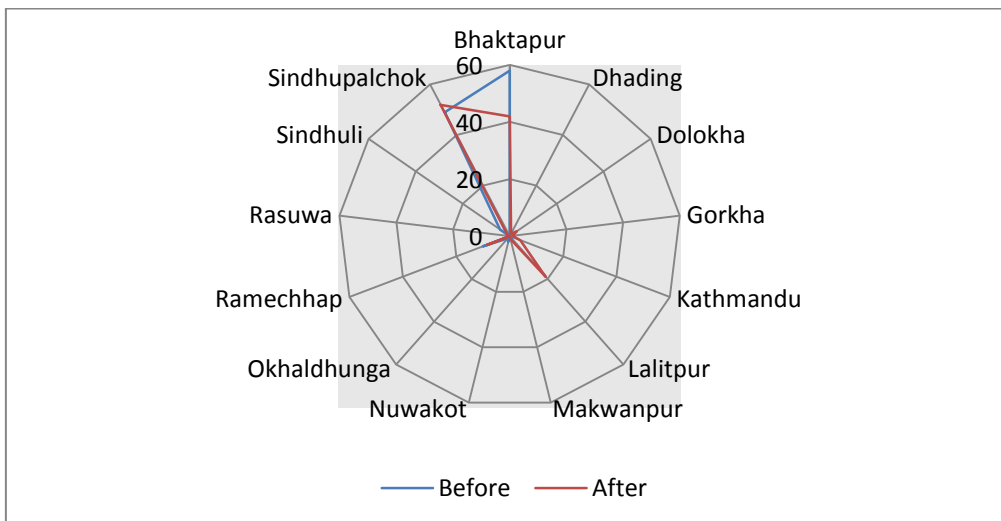 Bhaktapur
60
Sindhupalchok
Dhading
40
Sindhuli
Dolokha
20
Rasuwa
Gorkha
0
Ramechhap
Kathmandu
Okhaldhunga
Lalitpur
Nuwakot
Makwanpur
Before
After